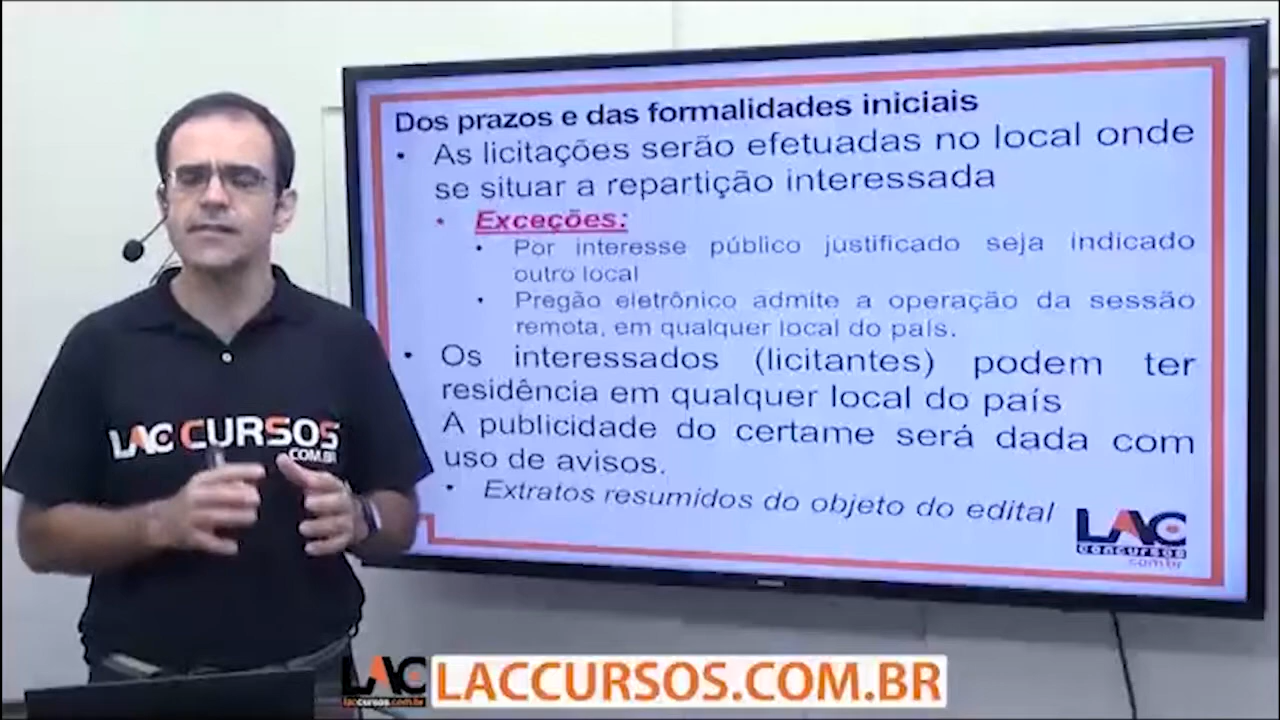 Dos prazos e das formalidades iniciais
• As licitações serão efetuadas no local onde
se situar a repartição interessada
• Exceções:
• Por interesse público justificado seja indicado
outro local
• Pregão eletrônico admite a operação da sessão
remota, em qualquer local do país.
• Os interessados (licitantes) podem ter
residência em qualquer local do país
A publicidade do certame será dada com
uso de avisos.
• Extratos resumidos do objeto do edital
LAC
concursos
.com.br
LAC CURSOS
.COM.BR
LAC
laccursos.com.br
LACCURSOS.COM.BR